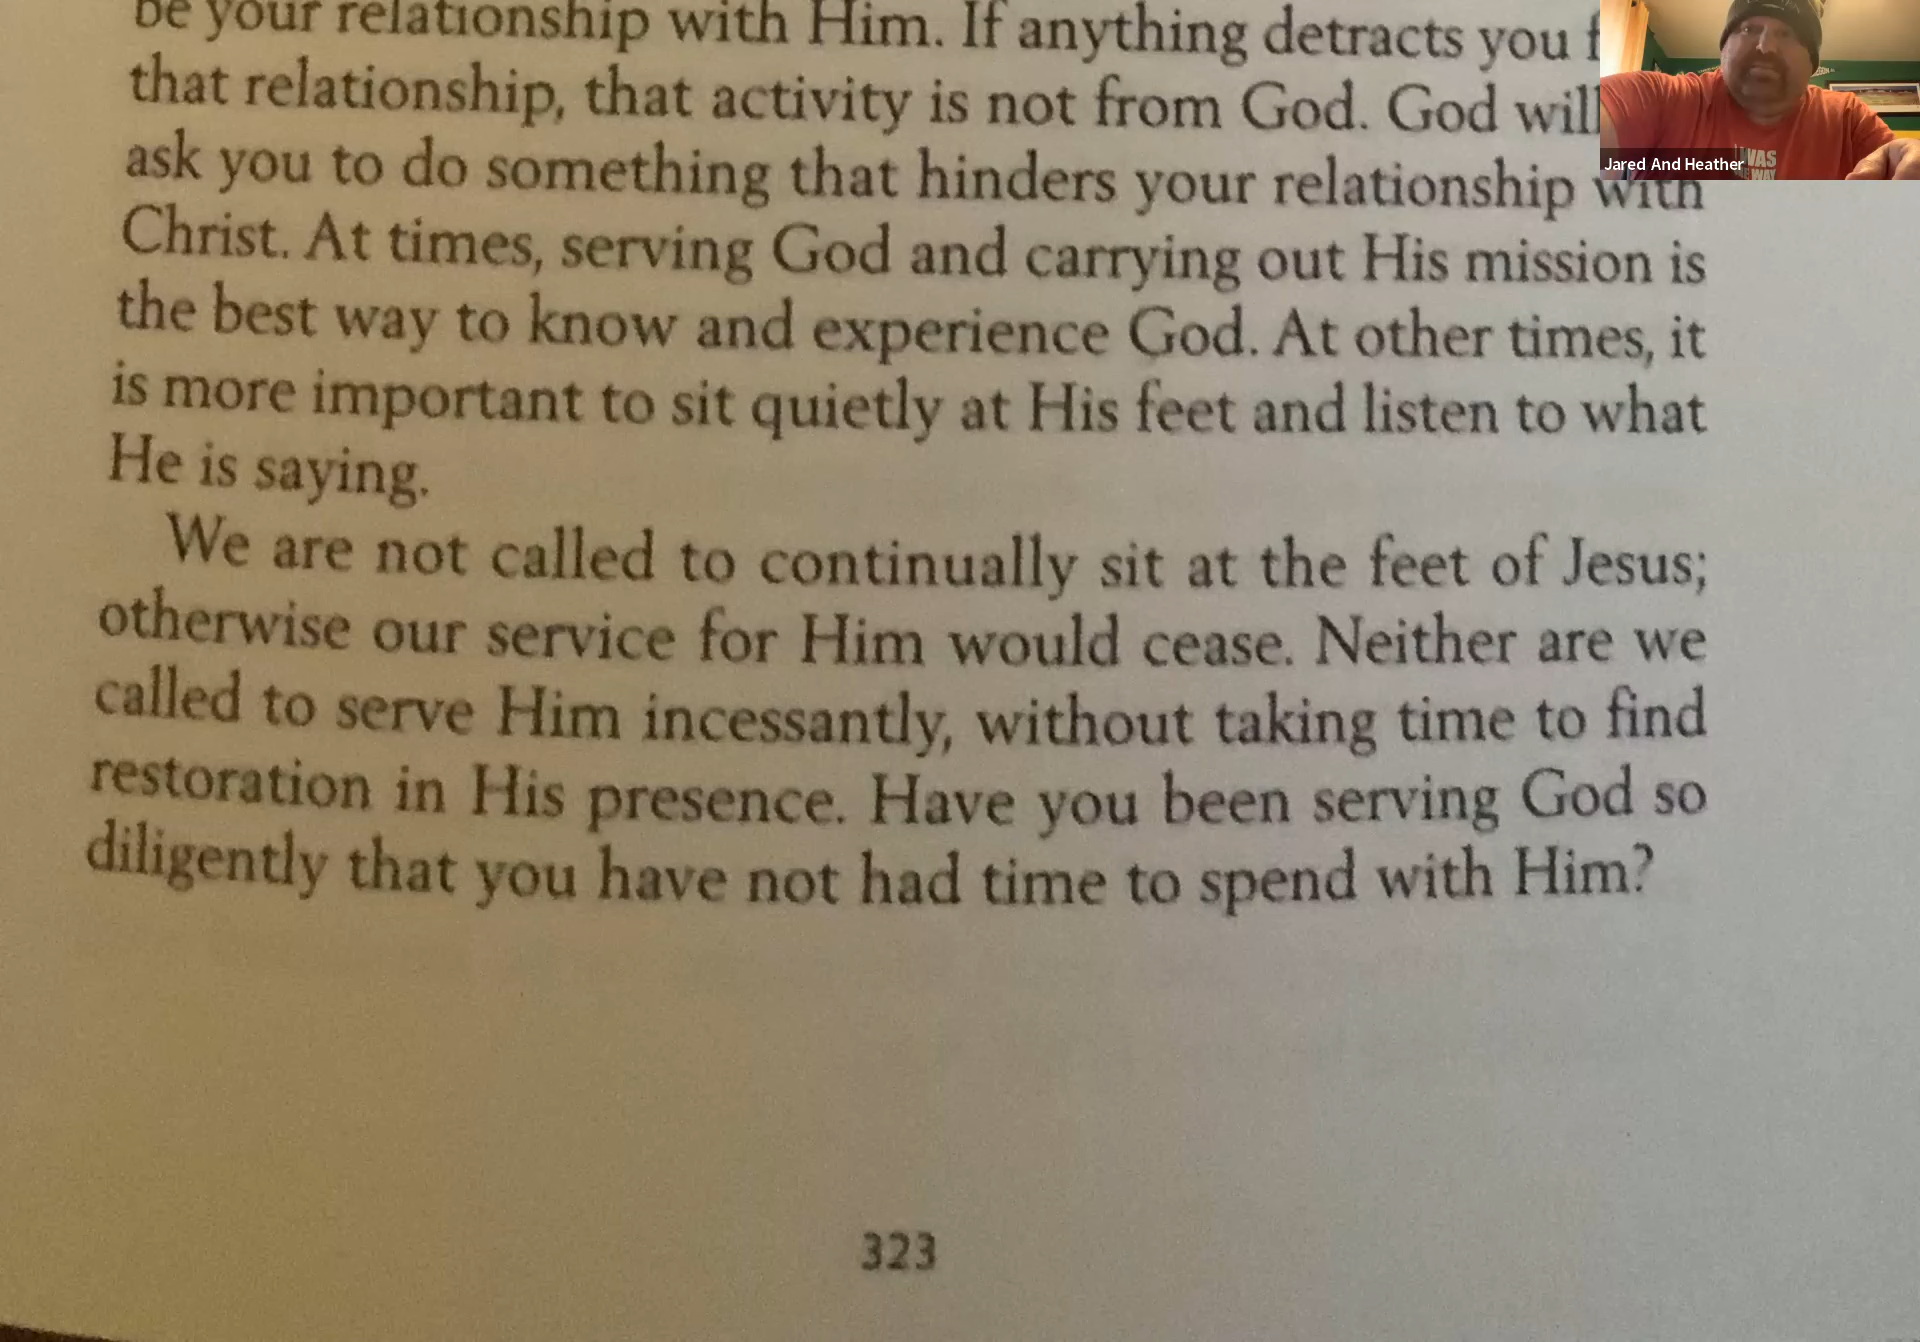 be your relationship with Him. If anything detracts you f
that relationship, that activity is not from God. God will
ask you to do something that hinders your relationship with
Christ. At times, serving God and carrying out His mission is
the best way to know and experience God. At other times, it
is more important to sit quietly at His feet and listen to what
He is saying.
We are not called to continually sit at the feet of Jesus;
otherwise our service for Him would cease. Neither are we
called to serve Him incessantly, without taking time to find
restoration in His presence. Have you been serving God so
diligently that you have not had time to spend with Him?
323
Jared And Heather
WAS
WAY